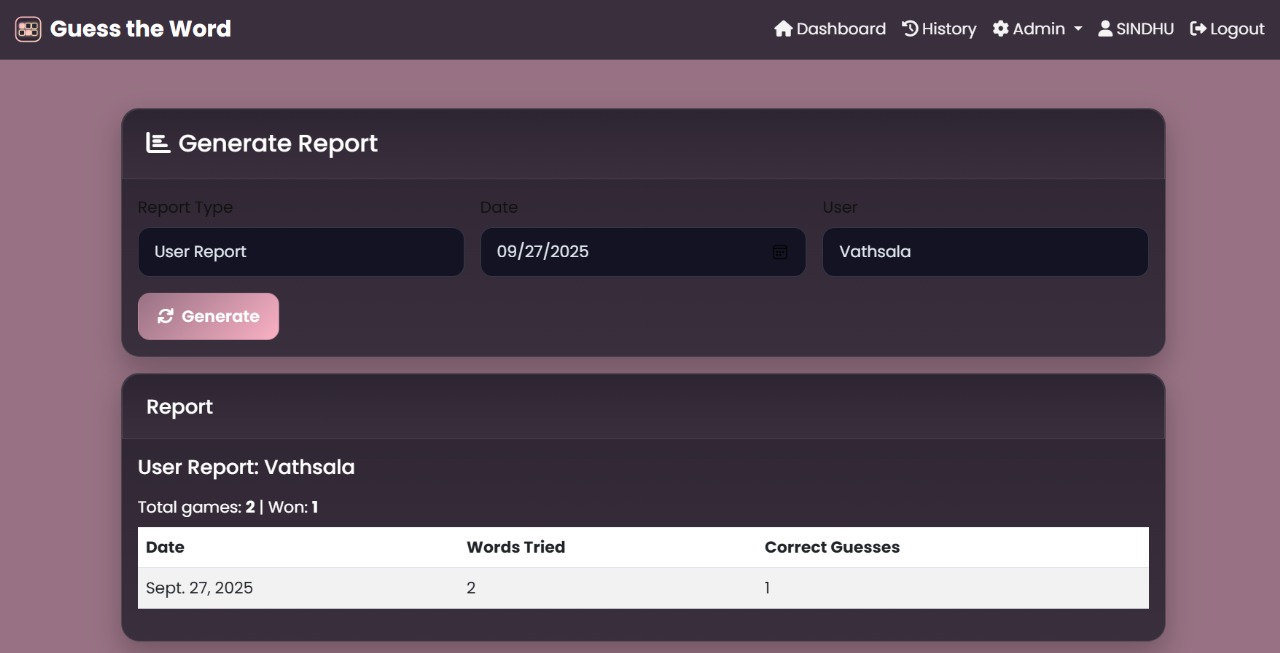 Guess the Word Dashboard History Admin SINDHU Logout
Generate Report
Report Type Date User
User Report 09/27/2025 Vathsala
Generate
Report
User Report: Vathsala
Total games: 2 | Won: 1
Date Words Tried Correct Guesses
Sept. 27, 2025 2 1